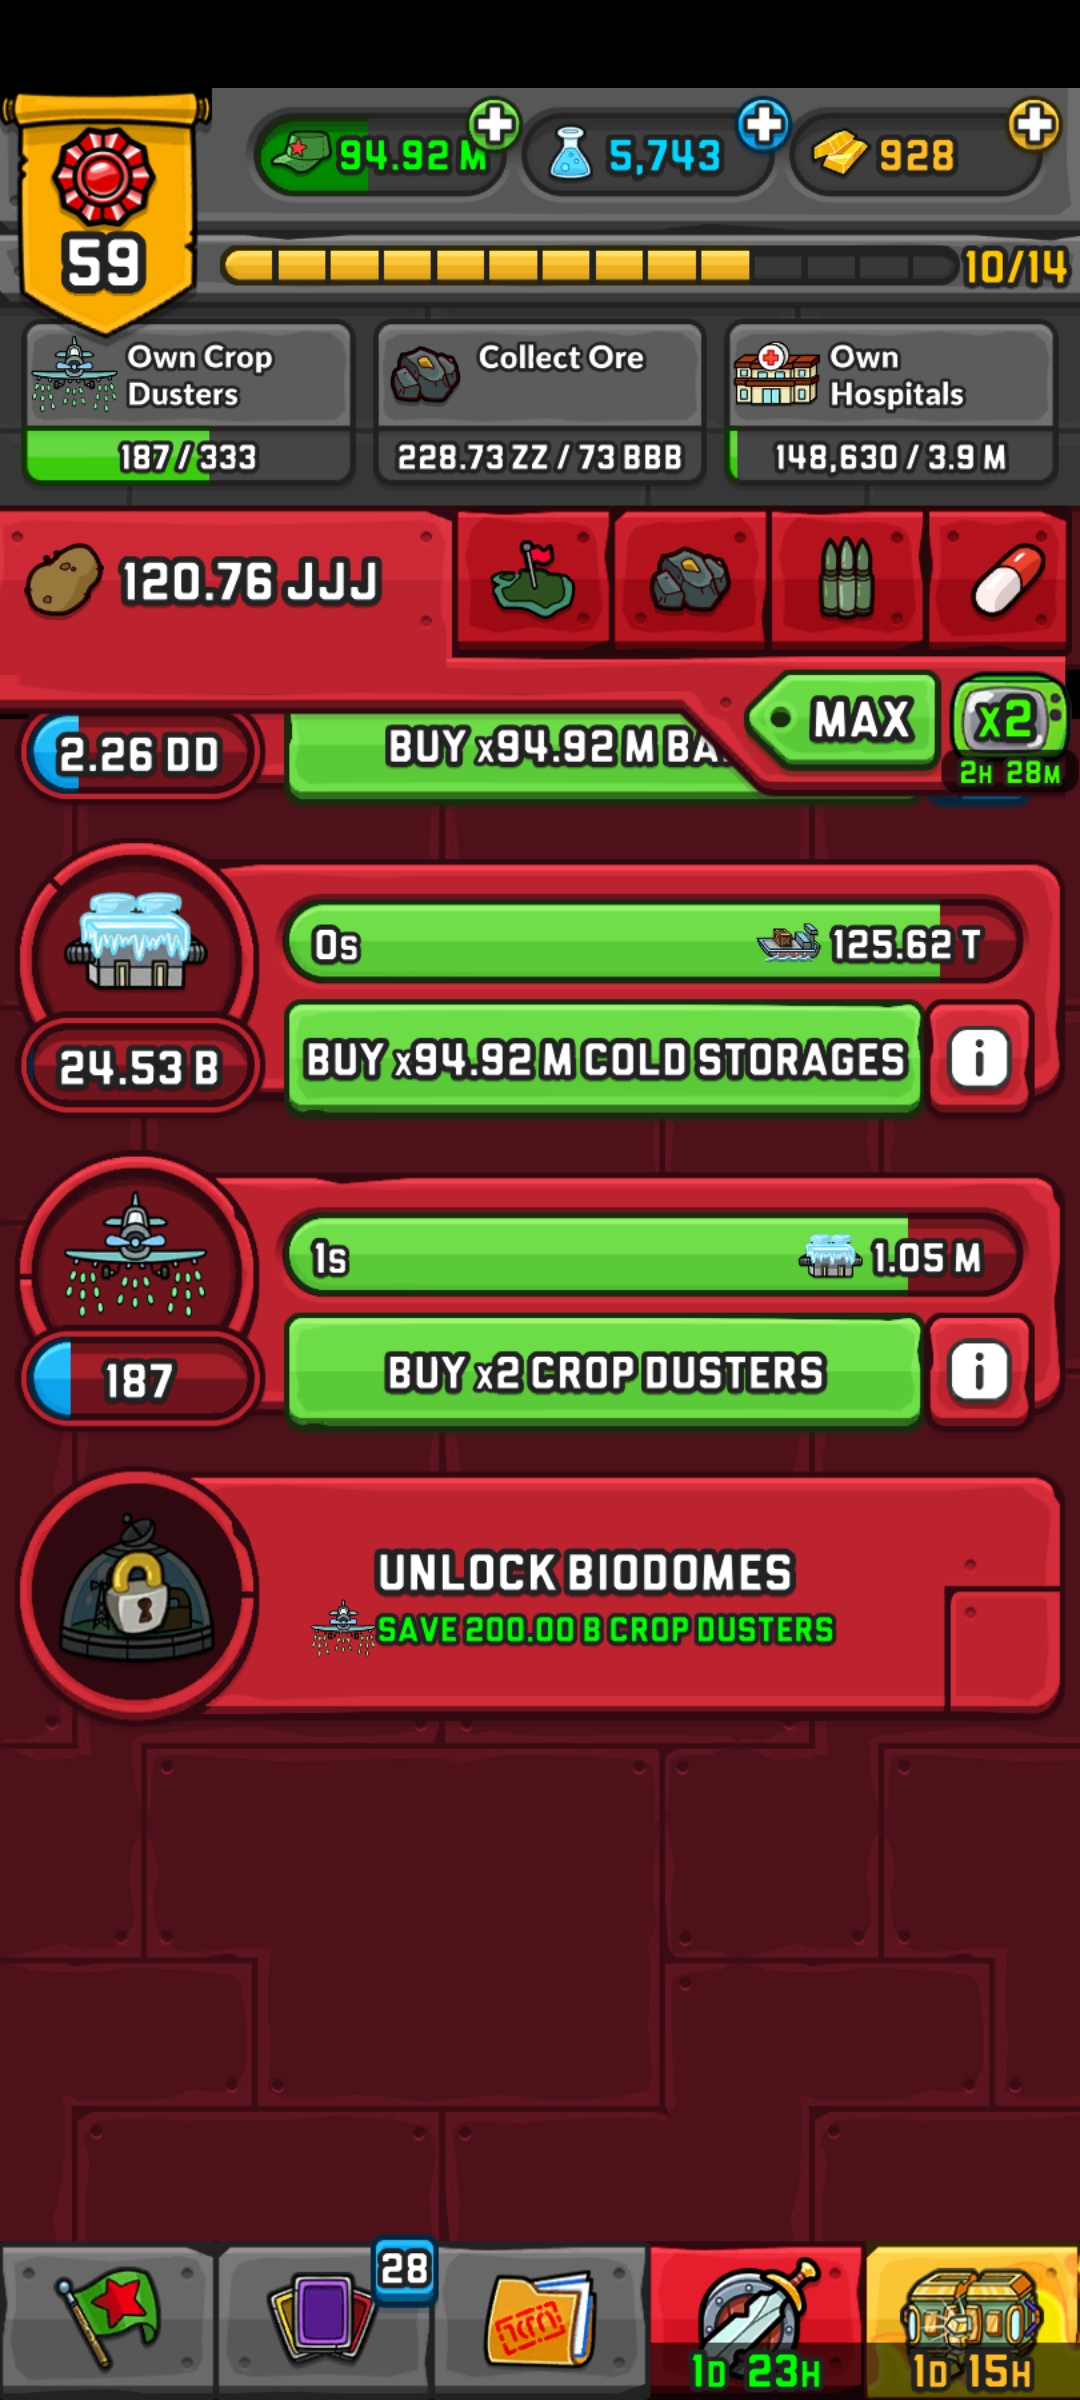 94.92 M
5,743
928
59
10/14
Own Crop
Dusters
187 / 333
Collect Ore
228.73 ZZ / 73 BBB
Own
Hospitals
148,630 / 3.9 M
120.76 JJJ
MAX
x2
2H 28M
2.26 DD
BUY x94.92 M BA
0s
125.62 T
24.53 B
BUY x94.92 M COLD STORAGES
i
1s
1.05 M
187
BUY x2 CROP DUSTERS
i
UNLOCK BIODOMES
SAVE 200.00 B CROP DUSTERS
28
1D 23H
1D 15H